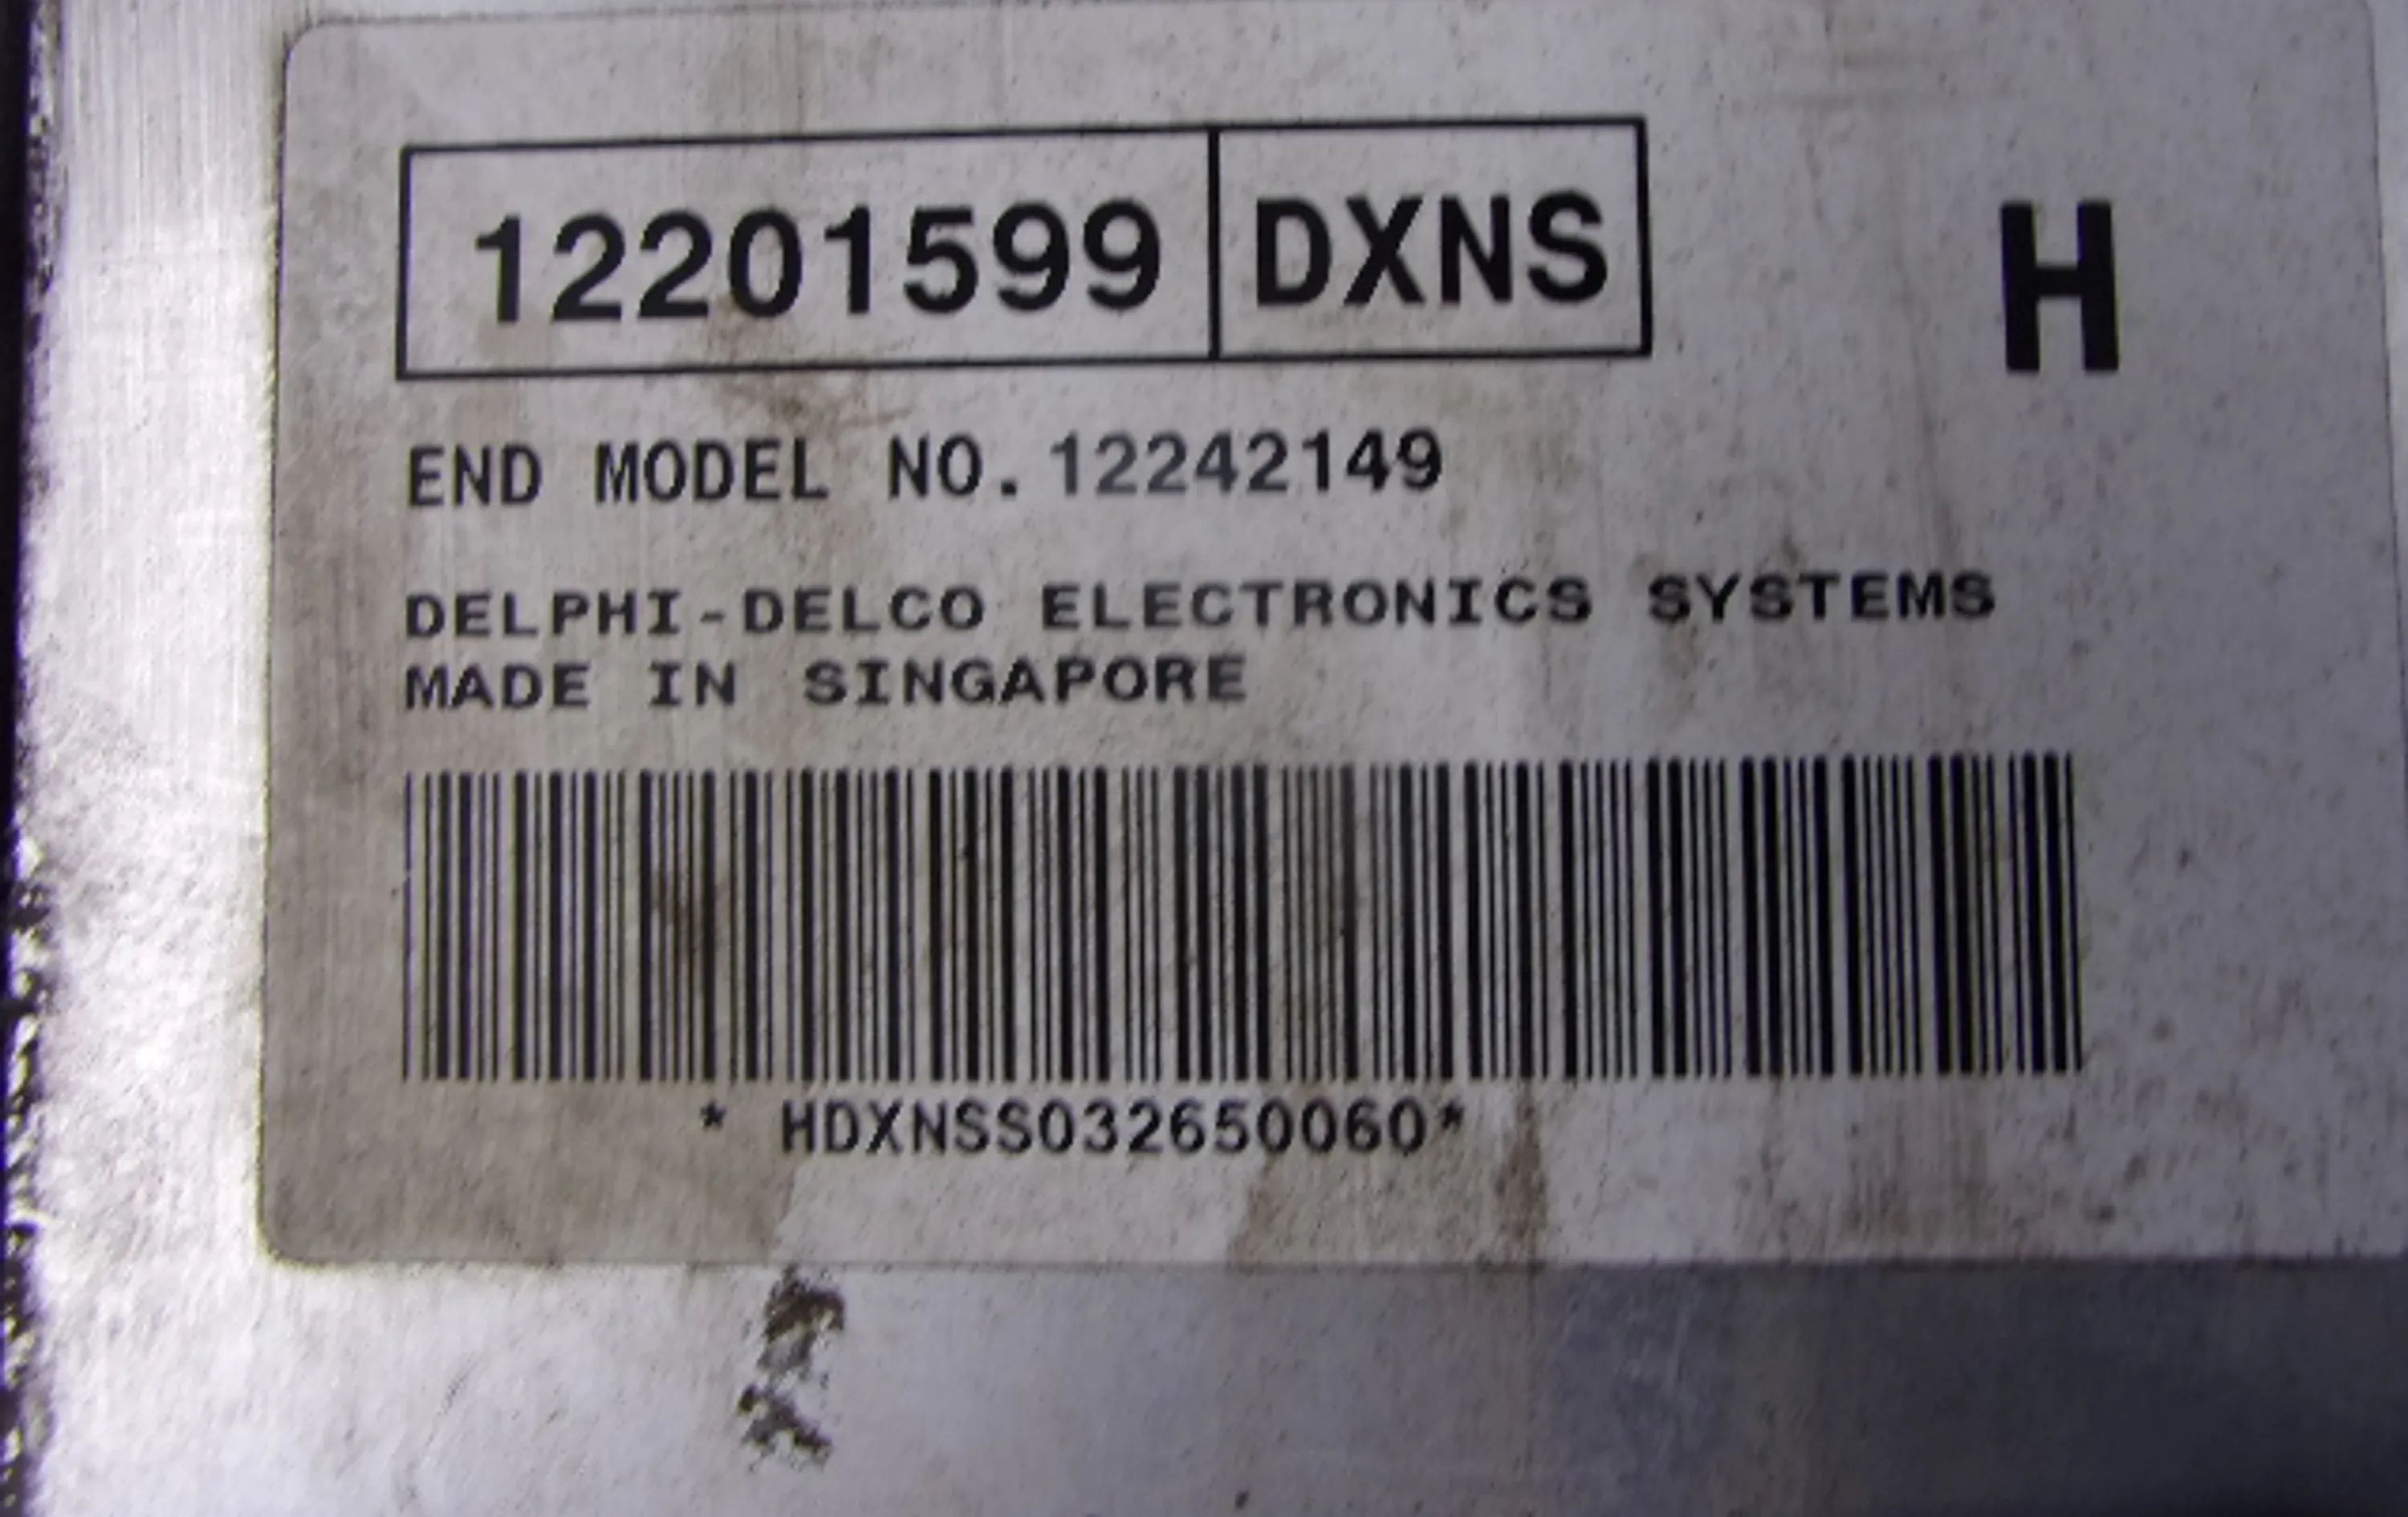 12201599 DXNS H
END MODEL NO. 12242149
DELPHI-DELCO ELECTRONICS SYSTEMS
MADE IN SINGAPORE
* HDXNSS032650060*